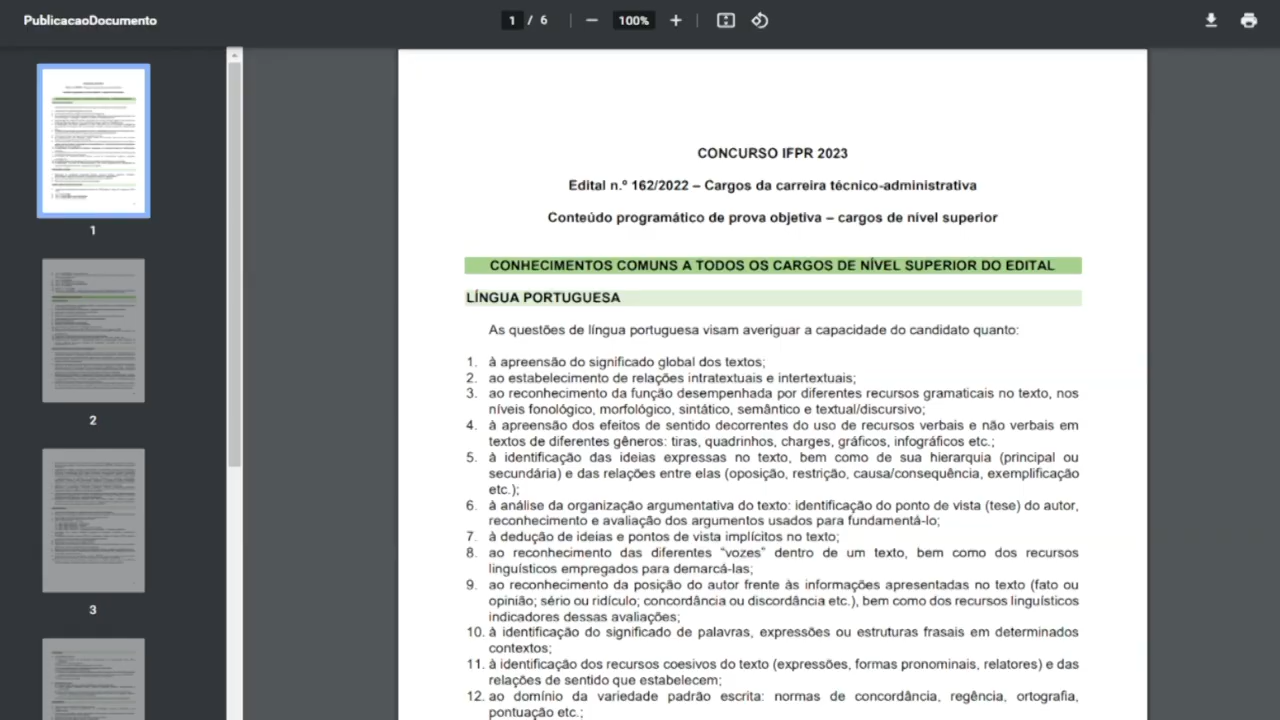 PublicacaoDocumento
1 / 6
100%
1
2
3
CONCURSO IFPR 2023
Edital n.º 162/2022 – Cargos da carreira técnico-administrativa
Conteúdo programático de prova objetiva – cargos de nível superior
CONHECIMENTOS COMUNS A TODOS OS CARGOS DE NÍVEL SUPERIOR DO EDITAL
LÍNGUA PORTUGUESA
As questões de língua portuguesa visam averiguar a capacidade do candidato quanto:
1. à apreensão do significado global dos textos;
2. ao estabelecimento de relações intratextuais e intertextuais;
3. ao reconhecimento da função desempenhada por diferentes recursos gramaticais no texto, nos
níveis fonológico, morfológico, sintático, semântico e textual/discursivo;
4. à apreensão dos efeitos de sentido decorrentes do uso de recursos verbais e não verbais em
textos de diferentes gêneros: tiras, quadrinhos, charges, gráficos, infográficos etc.;
5. à identificação das ideias expressas no texto, bem como de sua hierarquia (principal ou
secundária) e das relações entre elas (oposição, restrição, causa/consequência, exemplificação
etc.);
6. à análise da organização argumentativa do texto: identificação do ponto de vista (tese) do autor,
reconhecimento e avaliação dos argumentos usados para fundamentá-lo;
7. à dedução de ideias e pontos de vista implícitos no texto;
8. ao reconhecimento das diferentes “vozes” dentro de um texto, bem como dos recursos
linguísticos empregados para demarcá-las;
9. ao reconhecimento da posição do autor frente às informações apresentadas no texto (fato ou
opinião; sério ou ridículo; concordância ou discordância etc.), bem como dos recursos linguísticos
indicadores dessas avaliações;
10. à identificação do significado de palavras, expressões ou estruturas frasais em determinados
contextos;
11. à identificação dos recursos coesivos do texto (expressões, formas pronominais, relatores) e das
relações de sentido que estabelecem;
12. ao domínio da variedade padrão escrita: normas de concordância, regência, ortografia,
pontuação etc.;